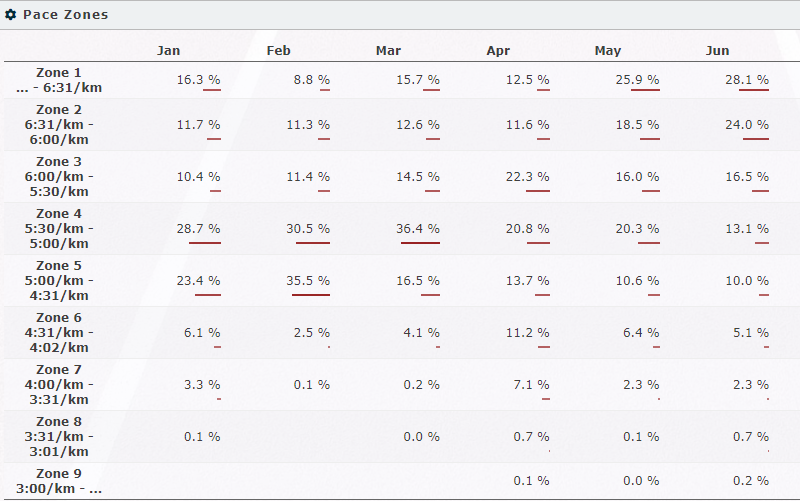 Pace Zones
Jan Feb Mar Apr May Jun
Zone 1
... - 6:31/km 16.3 % 8.8 % 15.7 % 12.5 % 25.9 % 28.1 %
Zone 2
6:31/km - 11.7 % 11.3 % 12.6 % 11.6 % 18.5 % 24.0 %
6:00/km
Zone 3
6:00/km - 10.4 % 11.4 % 14.5 % 22.3 % 16.0 % 16.5 %
5:30/km
Zone 4
5:30/km - 28.7 % 30.5 % 36.4 % 20.8 % 20.3 % 13.1 %
5:00/km
Zone 5
5:00/km - 23.4 % 35.5 % 16.5 % 13.7 % 10.6 % 10.0 %
4:31/km
Zone 6
4:31/km - 6.1 % 2.5 % 4.1 % 11.2 % 6.4 % 5.1 %
4:02/km
Zone 7
4:00/km - 3.3 % 0.1 % 0.2 % 7.1 % 2.3 % 2.3 %
3:31/km
Zone 8
3:31/km - 0.1 % 0.0 % 0.7 % 0.1 % 0.7 %
3:01/km
Zone 9
3:00/km - ... 0.1 % 0.0 % 0.2 %